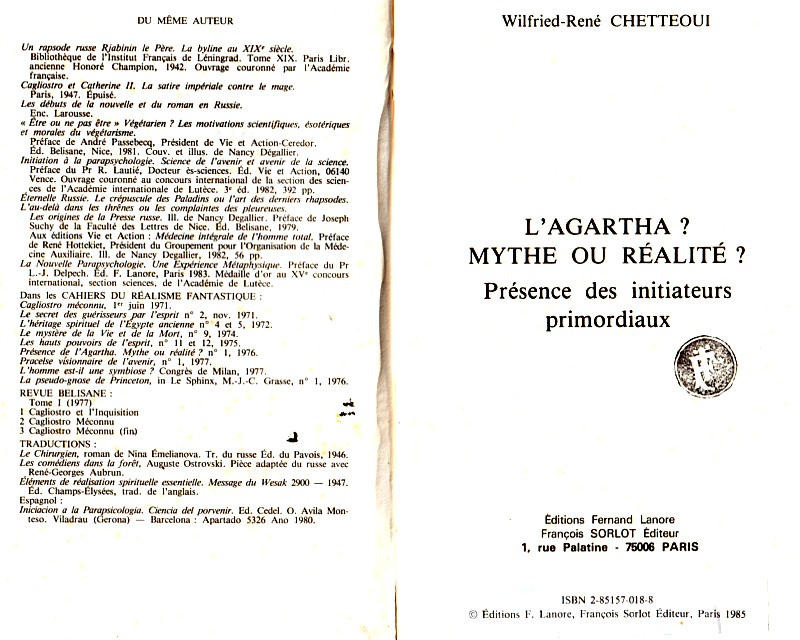 DU MÊME AUTEUR
Un rapsode russe Rjabinin le Père. La byline au XIXe siècle.
Bibliothèque de l'Institut Français de Léningrad. Tome XIX. Paris Libr.
ancienne Honoré Champion, 1942. Ouvrage couronné par l'Académie
française.
Cagliostro et Catherine II. La satire impériale contre le mage.
Paris, 1947. Épuisé.
Les débuts de la nouvelle et du roman en Russie.
Enc. Larousse.
« Être ou ne pas être » Végétarien ? Les motivations scientifiques, ésotériques
et morales du végétarisme.
Préface de André Passebecq, Président de Vie et Action-Ceredor.
Éd. Belisane, Nice, 1981. Couv. et illus. de Nancy Dégallier.
Initiation à la parapsychologie. Science de l'avenir et avenir de la science.
Préface du Pr R. Lautié, Docteur ès-sciences. Éd. Vie et Action, 06140
Vence. Ouvrage couronné au concours international de la section des scien-
ces de l'Académie internationale de Lutèce. 3e éd. 1982, 392 pp.
Éternelle Russie. Le crépuscule des Paladins ou l'art des derniers rhapsodes.
L'au-delà dans les thrênes ou les complaintes des pleureuses.
Les origines de la Presse russe. Ill. de Nancy Degallier. Préface de Joseph
Suchy de la Faculté des Lettres de Nice. Éd. Belisane, 1979.
Aux éditions Vie et Action : Médecine intégrale de l'homme total. Préface
de René Hottekiet, Président du Groupement pour l'Organisation de la Méde-
cine Auxiliaire. Ill. de Nancy Degallier, 1982, 56 pp.
La Nouvelle Parapsychologie. Une Expérience Métaphysique. Préface du Pr
L.-J. Delpech. Éd. F. Lanore, Paris 1983. Médaille d'or au XVe concours
international, section sciences, de l'Académie de Lutèce.
Dans les CAHIERS DU RÉALISME FANTASTIQUE :
Cagliostro méconnu, 1er juin 1971.
Le secret des guérisseurs par l'esprit n° 2, nov. 1971.
L'héritage spirituel de l'Égypte ancienne n° 4 et 5, 1972.
Le mystère de la Vie et de la Mort, n° 9, 1974.
Les hauts pouvoirs de l'esprit, n° 11 et 12, 1975.
Présence de l'Agartha. Mythe ou réalité ? n° 1, 1976.
Pracelse visionnaire de l'avenir, n° 1, 1977.
L'homme est-il une symbiose ? Congrès de Milan, 1977.
La pseudo-gnose de Princeton, in Le Sphinx, M.-J.-C. Grasse, n° 1, 1976.
REVUE BELISANE :
Tome I (1977)
1 Cagliostro et l'Inquisition
2 Cagliostro Méconnu
3 Cagliostro Méconnu (fin)
TRADUCTIONS :
Le Chirurgien, roman de Nina Émelianova. Tr. du russe Éd. du Pavois, 1946.
Les comédiens dans la forêt, Auguste Ostrovski. Pièce adaptée du russe avec
René-Georges Aubrun.
Éléments de réalisation spirituelle essentielle. Message du Wesak 2900 — 1947.
Éd. Champs-Élysées, trad. de l'anglais.
Espagnol :
Iniciacion a la Parapsicologia. Ciencia del porvenir. Ed. Cedel. O. Avila Mon-
teso. Viladrau (Gerona) — Barcelona : Apartado 5326 Ano 1980.
Wilfried-René CHETTEOUI
L'AGARTHA ?
MYTHE OU RÉALITÉ ?
Présence des initiateurs
primordiaux
Éditions Fernand Lanore
François SORLOT Éditeur
1, rue Palatine - 75006 PARIS
ISBN 2-85157-018-8
© Éditions F. Lanore, François Sorlot Éditeur, Paris 1985